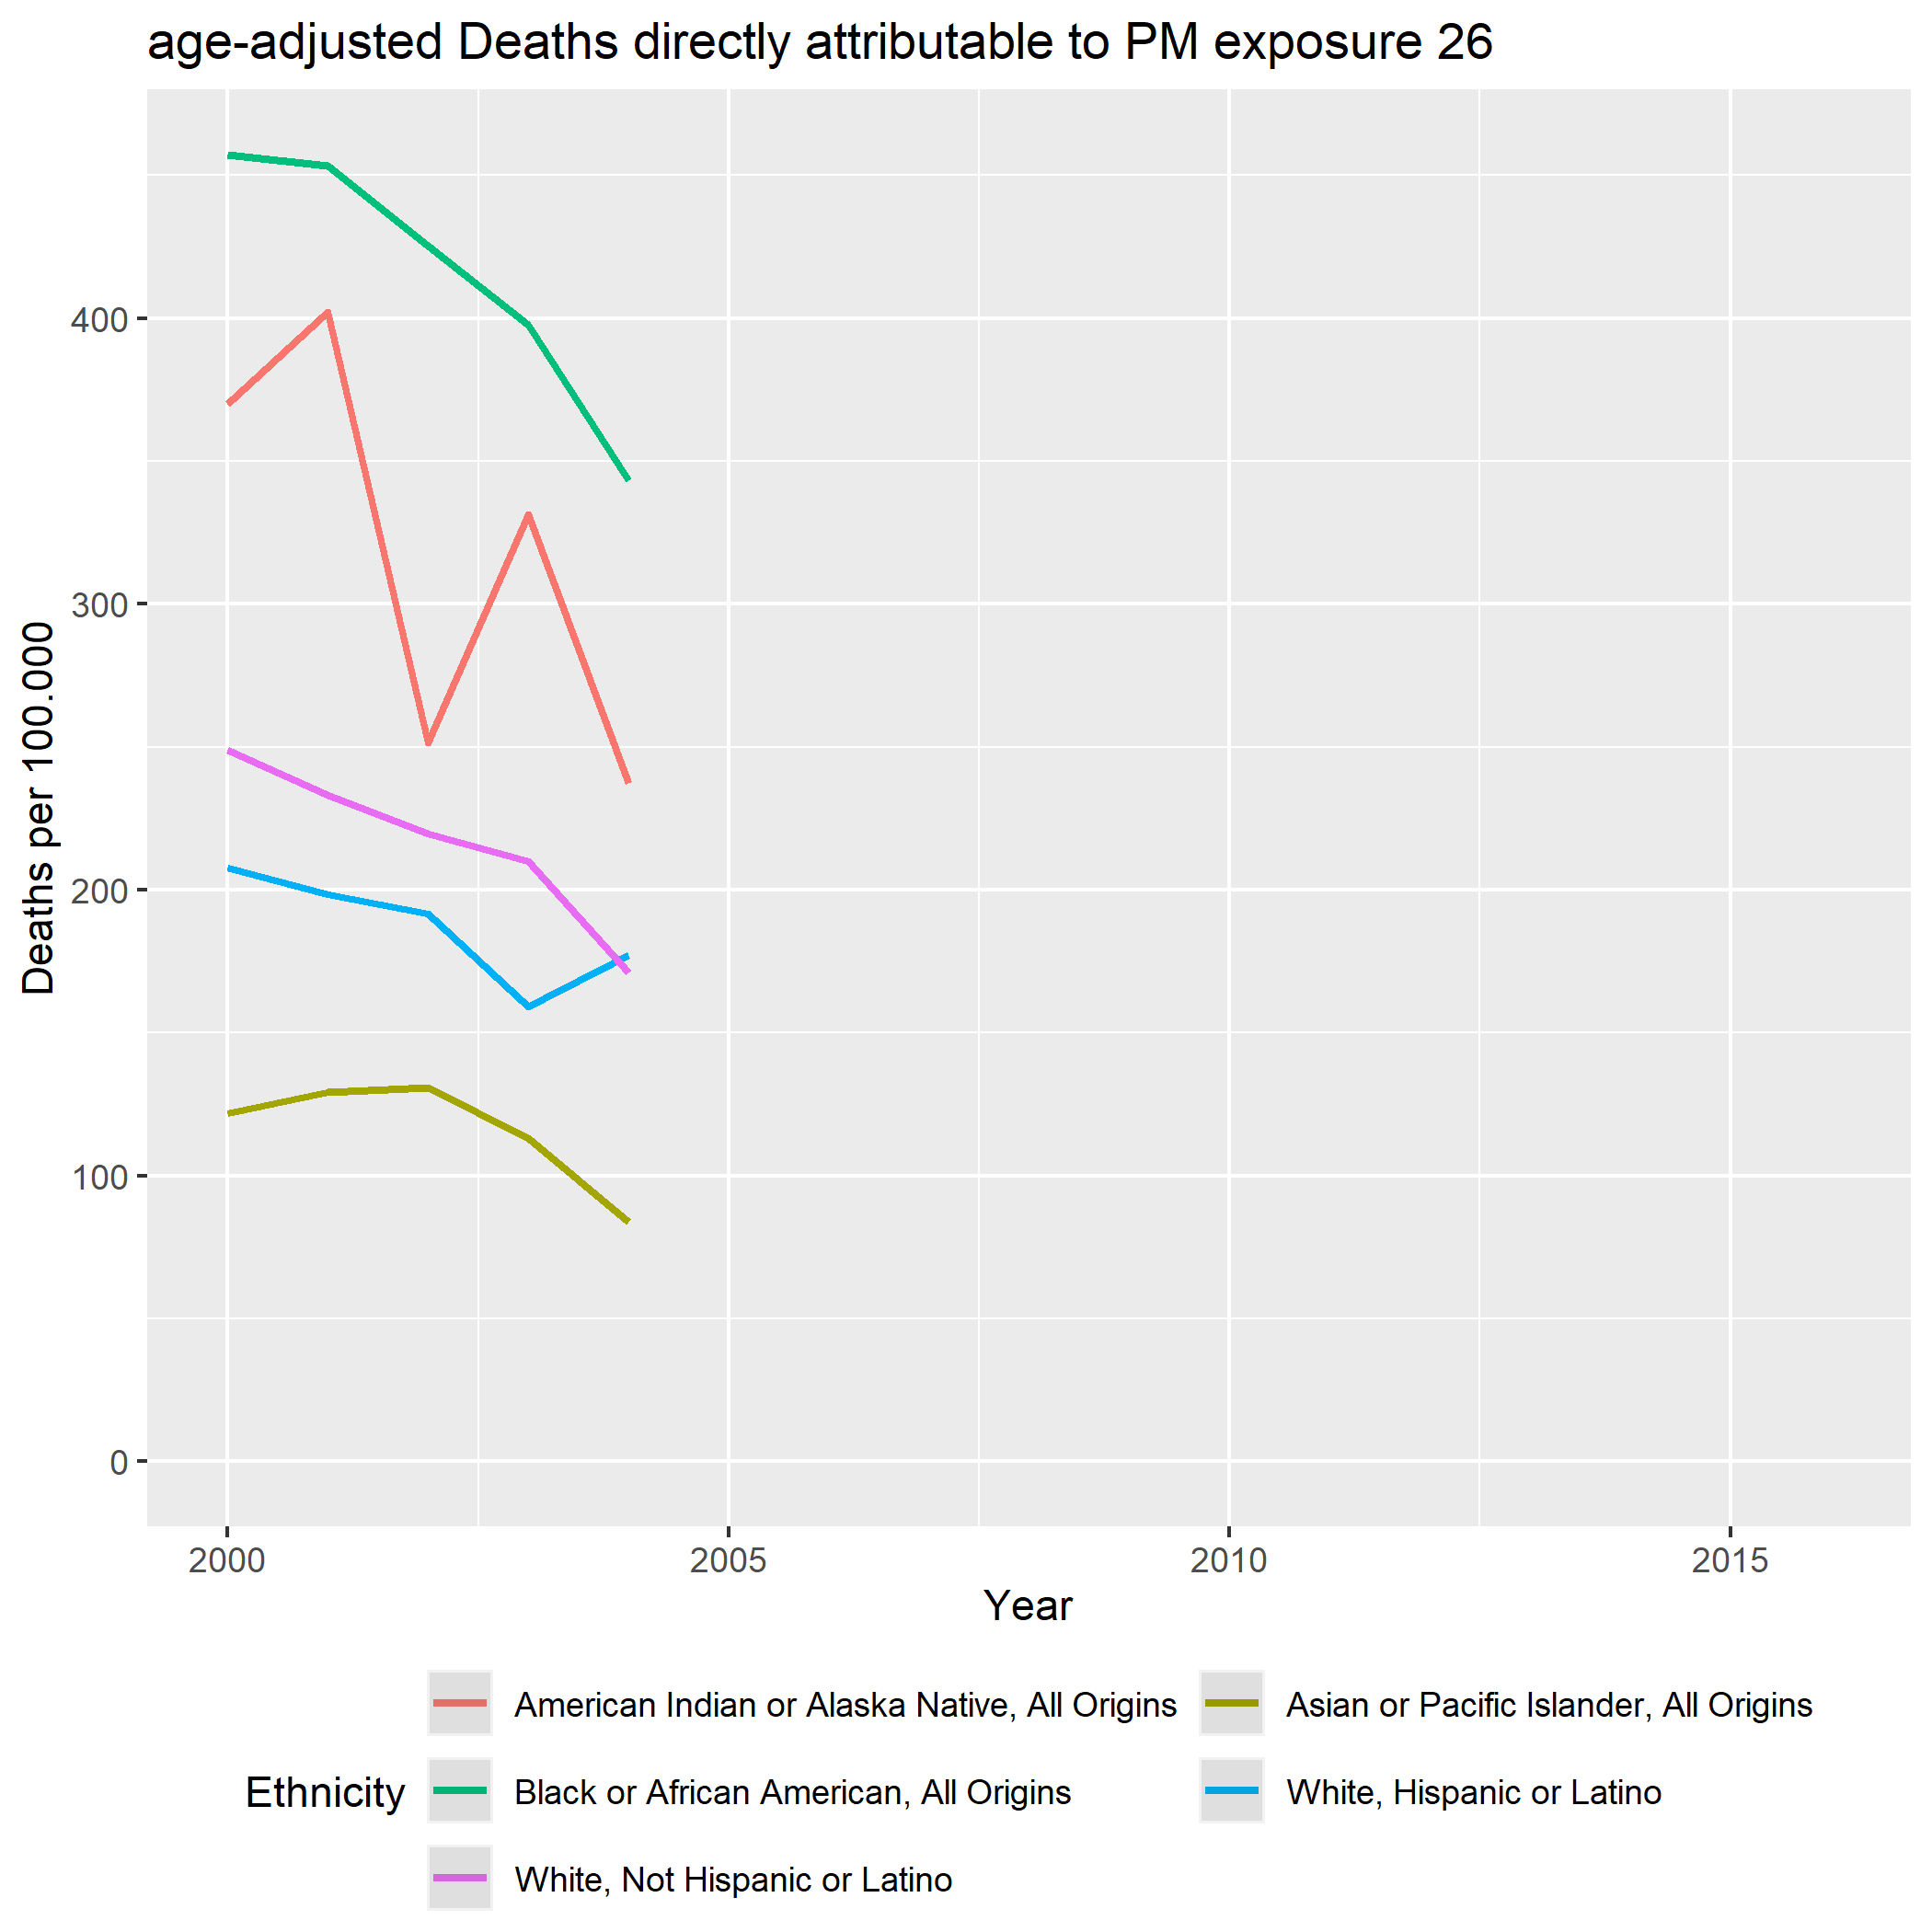 age-adjusted Deaths directly attributable to PM exposure 26
Deaths per 100.000
400
300
200
100
0
2000 2005 2010 2015
Year
Ethnicity
American Indian or Alaska Native, All Origins
Asian or Pacific Islander, All Origins
Black or African American, All Origins
White, Hispanic or Latino
White, Not Hispanic or Latino